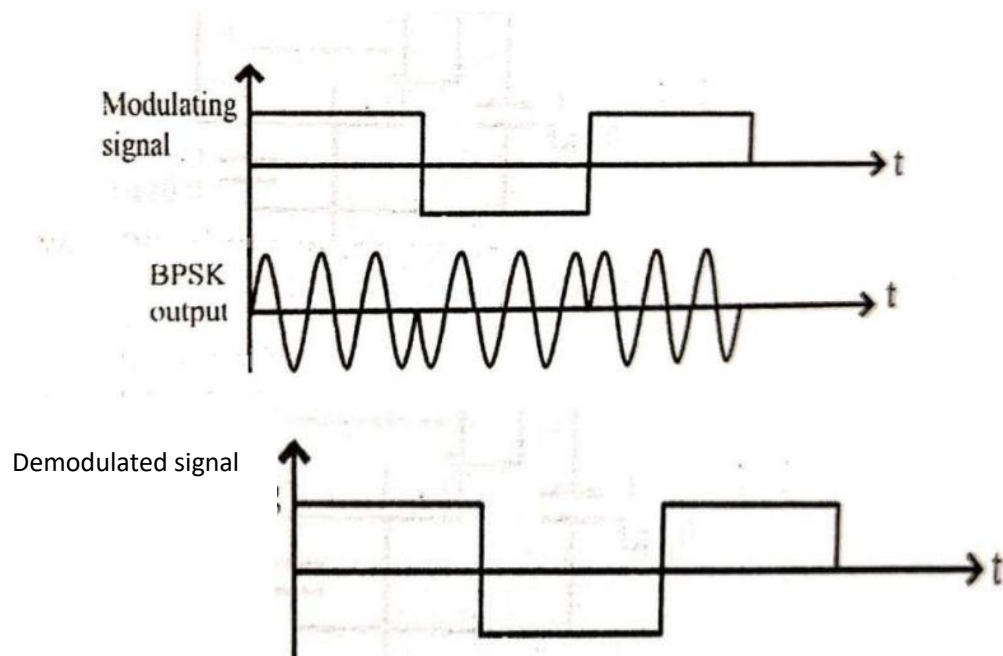 Modulating
signal
t
BPSK
output
t
Demodulated signal
t